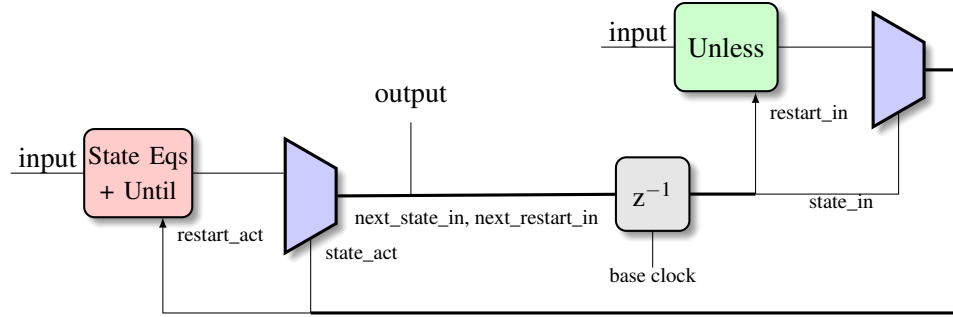 input
Unless
restart_in
state_in
output
input
State Eqs
+ Until
restart_act
state_act
next_state_in, next_restart_in
z⁻¹
base clock